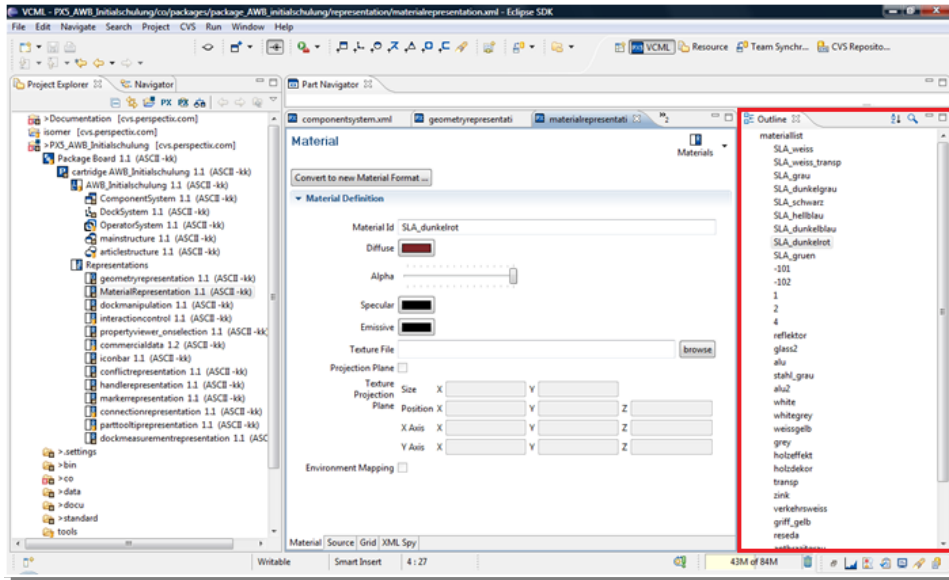 VCML - PX5_AWB_Initialschulung/co/packages/package_AWB_initialschulung/representation/materialrepresentation.xml - Eclipse SDK
File Edit Navigate Search Project CVS Run Window Help
VCML Resource Team Synchr... CVS Reposito...
Project Explorer Navigator
>Documentation [cvs.perspectix.com]
isomer [cvs.perspectix.com]
>PX5_AWB_Initialschulung [cvs.perspectix.com]
Package Board 1.1 (ASCII -kk)
cartridge AWB_Initialschulung 1.1 (ASCII -kk)
AWB_Initialschulung 1.1 (ASCII -kk)
ComponentSystem 1.1 (ASCII -kk)
DockSystem 1.1 (ASCII -kk)
OperatorSystem 1.1 (ASCII -kk)
mainstructure 1.1 (ASCII -kk)
articlestructure 1.1 (ASCII -kk)
Representations
geometryrepresentation 1.1 (ASCII -kk)
MaterialRepresentation 1.1 (ASCII -kk)
dockmanipulation 1.1 (ASCII -kk)
interactioncontrol 1.1 (ASCII -kk)
propertyviewer_onselection 1.1 (ASCII -kk)
commercialdata 1.2 (ASCII -kk)
iconbar 1.1 (ASCII -kk)
conflictrepresentation 1.1 (ASCII -kk)
handlerepresentation 1.1 (ASCII -kk)
markerrepresentation 1.1 (ASCII -kk)
connectionrepresentation 1.1 (ASCII -kk)
parttooltiprepresentation 1.1 (ASCII -kk)
dockmeasurementrepresentation 1.1 (ASC
>.settings
>bin
>co
>data
>docu
>standard
tools
Part Navigator
componentsystem.xml geometryrepresentati materialrepresentati »2
Material
Materials
Convert to new Material Format ...
Material Definition
Material Id SLA_dunkelrot
Diffuse
Alpha
Specular
Emissive
Texture File browse
Projection Plane
Texture Projection Plane
Size X Y
Position X Y Z
X Axis X Y Z
Y Axis X Y Z
Environment Mapping
Material Source Grid XML Spy
Outline
materiallist
SLA_weiss
SLA_weiss_transp
SLA_grau
SLA_dunkelgrau
SLA_schwarz
SLA_hellblau
SLA_dunkelblau
SLA_dunkelrot
SLA_gruen
-101
-102
1
2
4
reflektor
glass2
alu
stahl_grau
alu2
white
whitegrey
weissgelb
grey
holzeffekt
holzdekor
transp
zink
verkehrsweiss
griff_gelb
reseda
Writable Smart Insert 4 : 27 43M of 84M